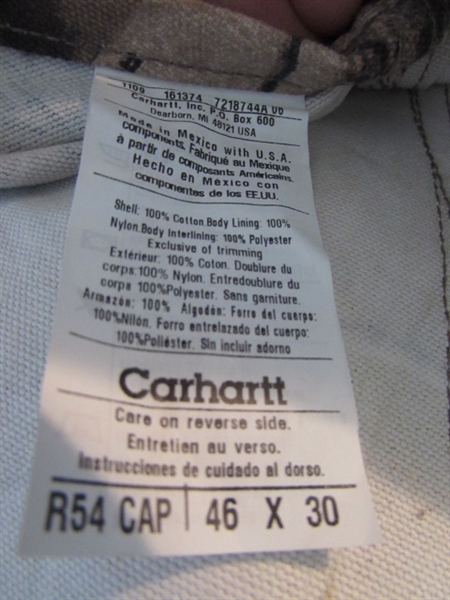 1109 161374 7218744A 00
Carhartt, Inc. P.O. Box 600
Dearborn, MI 48121 USA
Made in Mexico with U.S.A.
components. Fabriqué au Mexique
à partir de composants Américains.
Hecho en México con
componentes de los EE.UU.
Shell: 100% Cotton.Body Lining: 100%
Nylon.Body Interlining: 100% Polyester
Exclusive of trimming
Extérieur: 100% Coton. Doublure du
corps:100% Nylon. Entredoublure du
corps 100%Polyester. Sans garniture.
Armazón: 100% Algodón: Forro del cuerpo:
100%Nilón. Forro entrelazado del cuerpo:
100%Poliéster. Sin incluir adorno
Carhartt
Care on reverse side.
Entretien au verso.
Instrucciones de cuidado al dorso.
R54 CAP 46 X 30